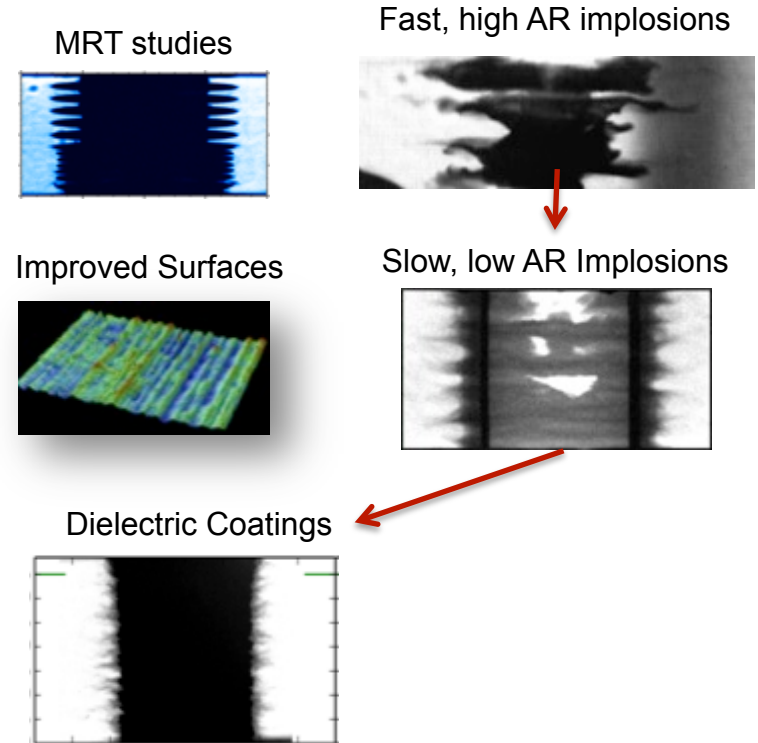 MRT studies
Fast, high AR implosions
Improved Surfaces
Slow, low AR Implosions
Dielectric Coatings